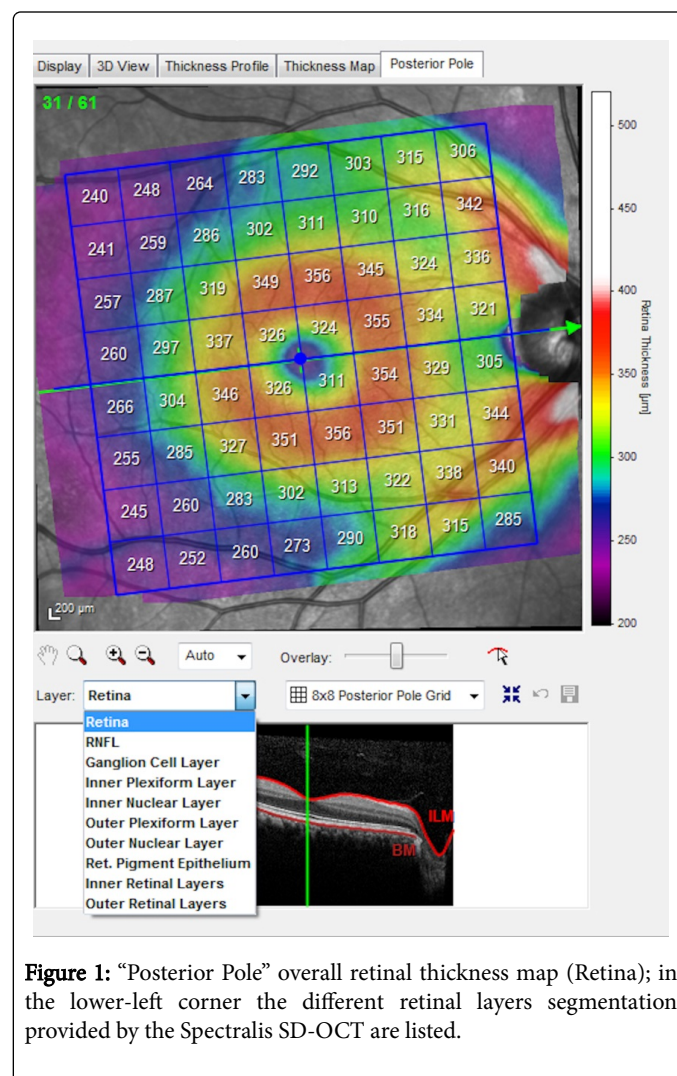 Display 3D View Thickness Profile Thickness Map Posterior Pole
31 / 61
240 248 264 283 292 303 315 306
241 259 286 302 311 310 316 342
257 287 319 349 356 345 324 336
260 297 337 326 324 355 334 321
266 304 346 326 311 354 329 305
255 285 327 351 356 351 331 344
245 260 283 302 313 322 338 340
248 252 260 273 290 318 315 285
200 µm
500
450
400
350
300
250
200
Retina Thickness [µm]
Auto Overlay:
Layer: Retina 8x8 Posterior Pole Grid
Retina
RNFL
Ganglion Cell Layer
Inner Plexiform Layer
Inner Nuclear Layer
Outer Plexiform Layer
Outer Nuclear Layer
Ret. Pigment Epithelium
Inner Retinal Layers
Outer Retinal Layers
ILM
BM
Figure 1: “Posterior Pole” overall retinal thickness map (Retina); in
the lower-left corner the different retinal layers segmentation
provided by the Spectralis SD-OCT are listed.